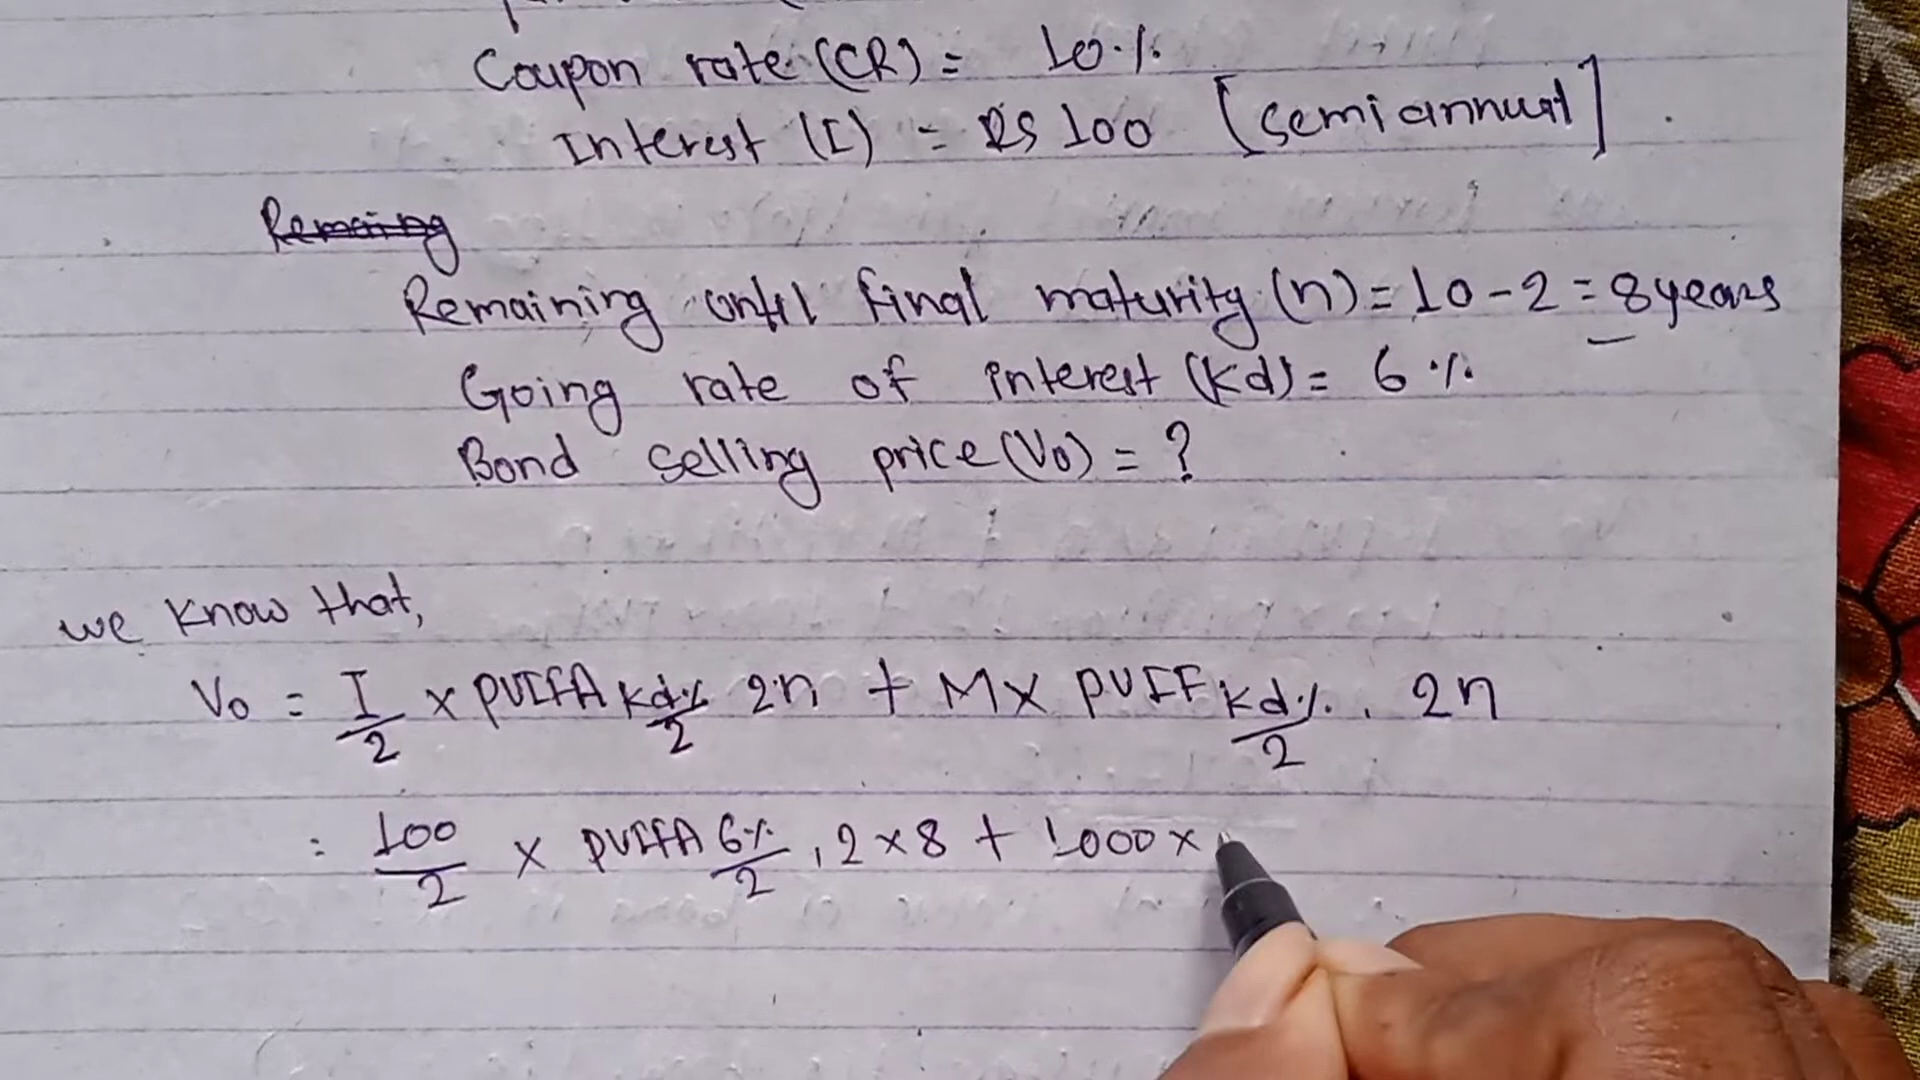 Coupon rate (CR) = 10%
Interest (I) = RS 100 [semiannual]
Remaining
Remaining until final maturity (n) = 10 - 2 = 8 years
Going rate of interest (Kd) = 6%
Bond selling price (V0) = ?
we know that,
V0 = I/2 x PVIFA kd%/2 2n + M x PVIF kd%/2, 2n
= 100/2 x PVIFA 6%/2, 2 x 8 + 1000 x